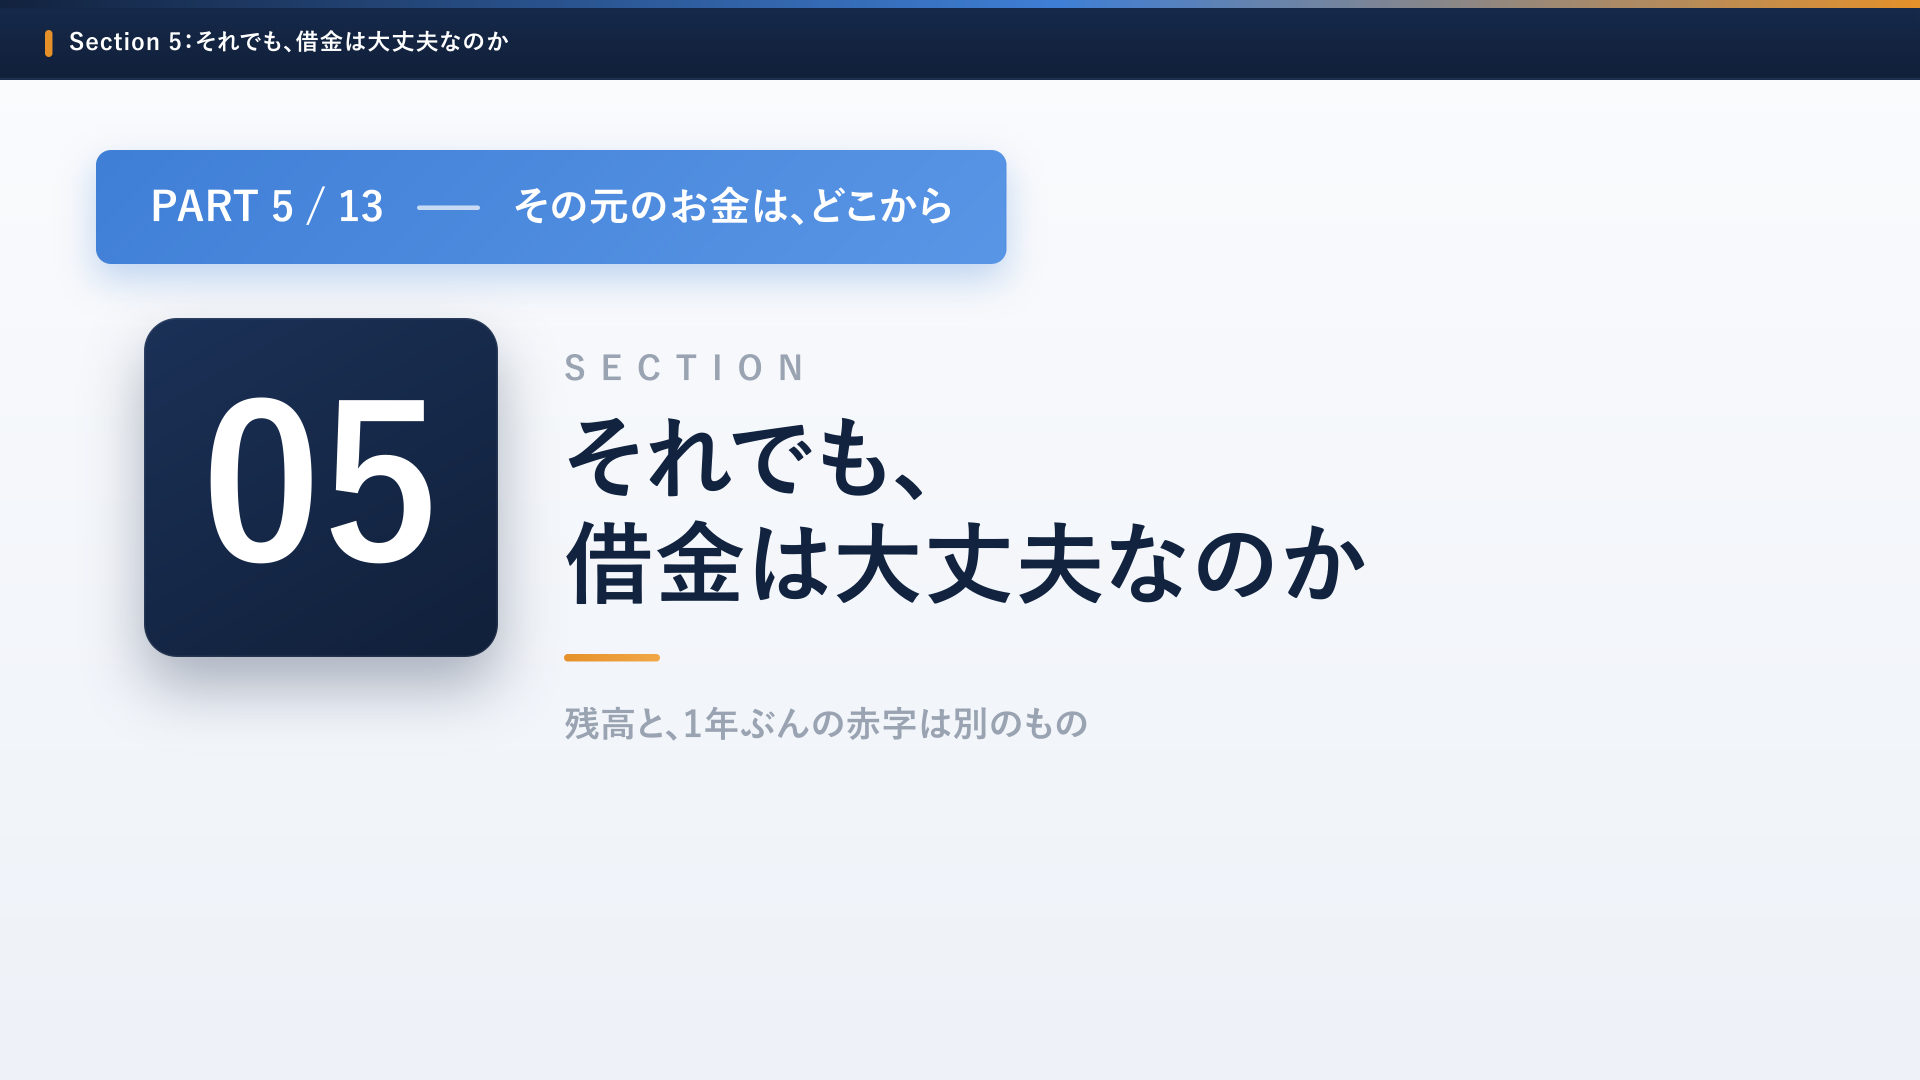 Section 5：それでも、借金は大丈夫なのか
PART 5 / 13 — その元のお金は、どこから
05
SECTION
それでも、
借金は大丈夫なのか
残高と、1年ぶんの赤字は別のもの